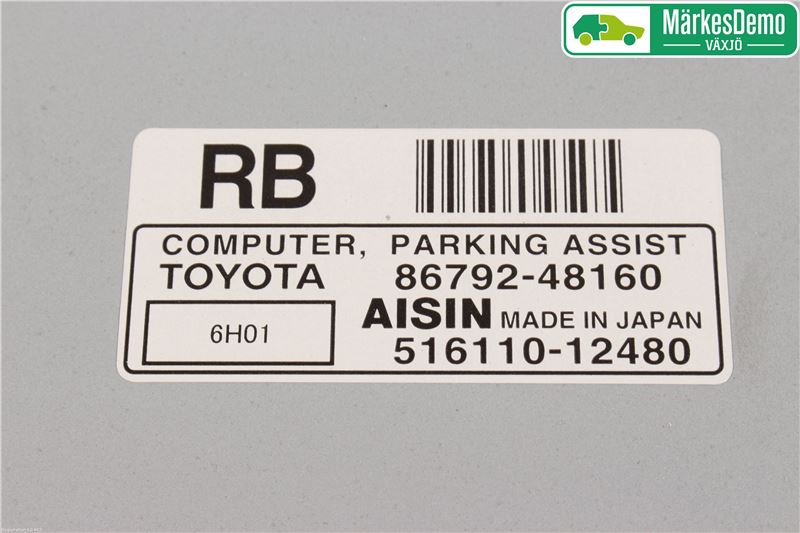 MärkesDemo
VÄXJÖ
RB
COMPUTER, PARKING ASSIST
TOYOTA 86792-48160
6H01
AISIN MADE IN JAPAN
516110-12480